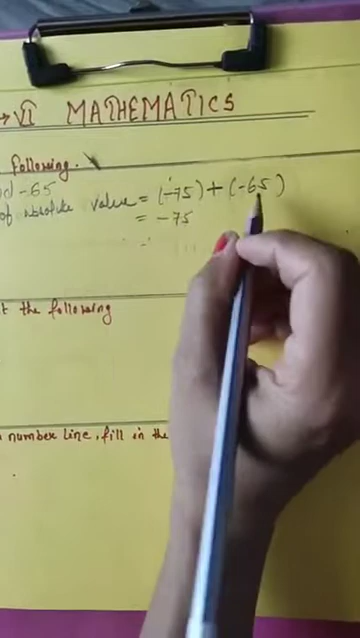 → VI MATHEMATICS
following.
-65
of absolute value = (-75) + (-65)
= -75
the following
number line, fill in the